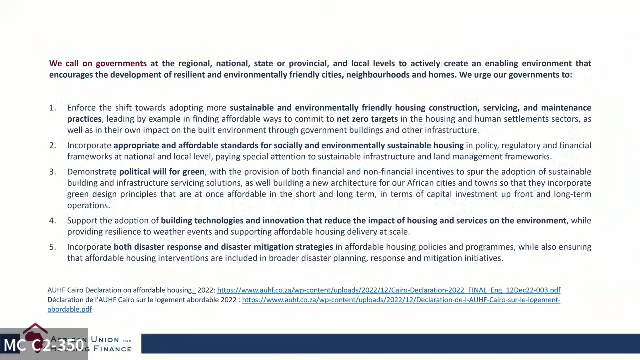 We call on governments at the regional, national, state or provincial, and local levels to actively create an enabling environment that
encourages the development of resilient and environmentally friendly cities, neighbourhoods and homes. We urge our governments to:
1. Enforce the shift towards adopting more sustainable and environmentally friendly housing construction, servicing, and maintenance
practices, leading by example in finding affordable ways to commit to net zero targets in the housing and human settlements sectors, as
well as in their own impact on the built environment through government buildings and other infrastructure.
2. Incorporate appropriate and affordable standards for socially and environmentally sustainable housing in policy, regulatory and financial
frameworks at national and local level, paying special attention to sustainable infrastructure and land management frameworks.
3. Demonstrate political will for green, with the provision of both financial and non-financial incentives to spur the adoption of sustainable
building and infrastructure servicing solutions, as well building a new architecture for our African cities and towns so that they incorporate
green design principles that are at once affordable in the short and long term, in terms of capital investment up front and long-term
operations.
4. Support the adoption of building technologies and innovation that reduce the impact of housing and services on the environment, while
providing resilience to weather events and supporting affordable housing delivery at scale.
5. Incorporate both disaster response and disaster mitigation strategies in affordable housing policies and programmes, while also ensuring
that affordable housing interventions are included in broader disaster planning, response and mitigation initiatives.
AUHF Cairo Declaration on affordable housing_ 2022: https://www.auhf.co.za/wp-content/uploads/2022/12/Cairo-Declaration-2022_FINAL_Eng_12Dec22-003.pdf
Déclaration de l'AUHF Cairo sur le logement abordable 2022 : https://www.auhf.co.za/wp-content/uploads/2022/12/Declaration-de-l-AUHF-Cairo-sur-le-logement-
abordable.pdf
MC C2-350
Union for
Housing Finance